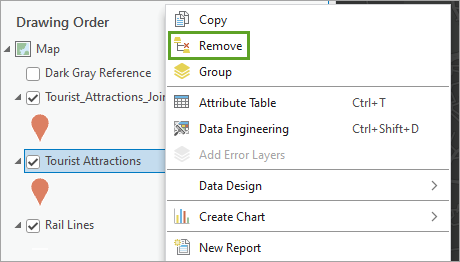 Drawing Order
Map
Dark Gray Reference
Tourist_Attractions_Join
Tourist Attractions
Rail Lines
Copy
Remove
Group
Attribute Table Ctrl+T
Data Engineering Ctrl+Shift+D
Add Error Layers
Data Design
Create Chart
New Report